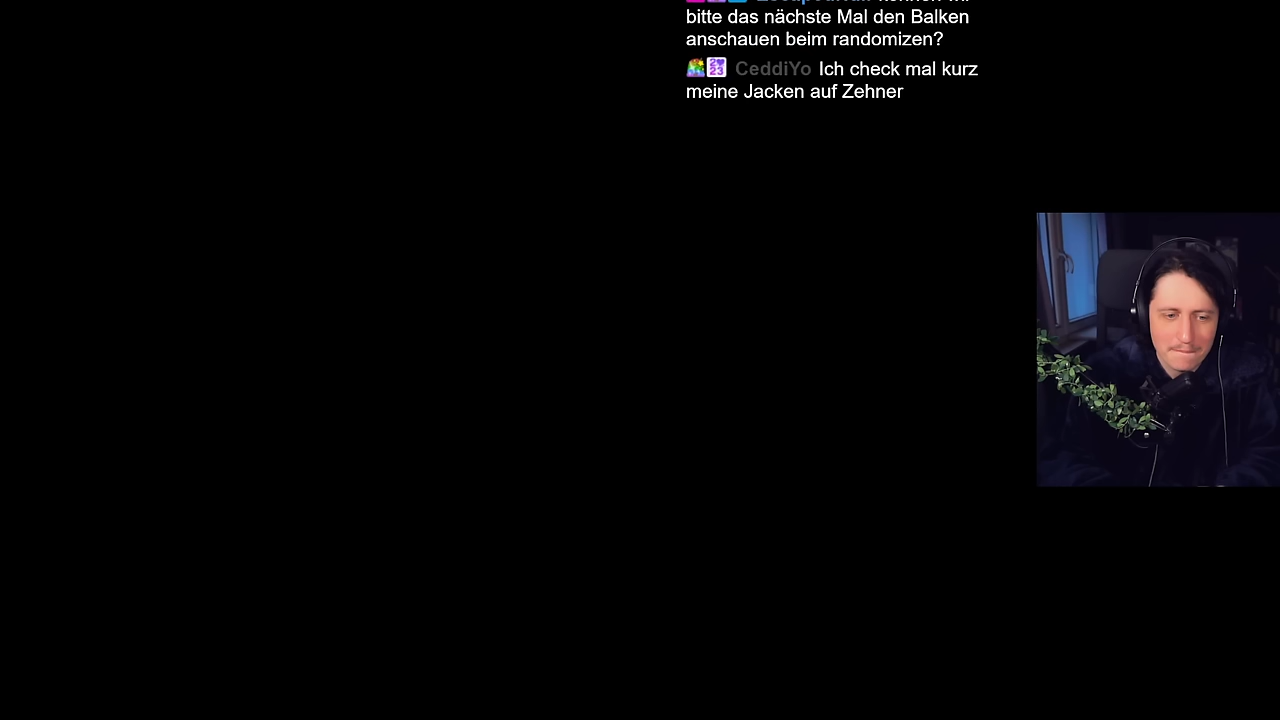 bitte das nächste Mal den Balken
anschauen beim randomizen?
CeddiYo Ich check mal kurz
meine Jacken auf Zehner